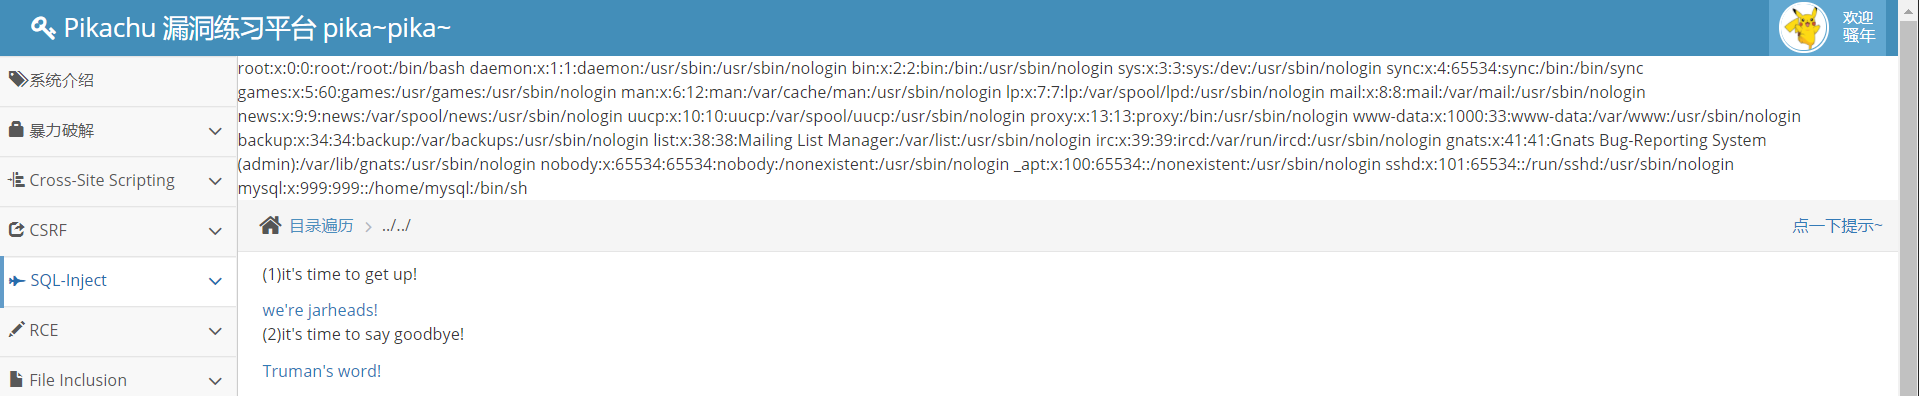 Pikachu 漏洞练习平台 pika~pika~
欢迎
骚年
系统介绍
暴力破解
Cross-Site Scripting
CSRF
SQL-Inject
RCE
File Inclusion
root:x:0:0:root:/root:/bin/bash daemon:x:1:1:daemon:/usr/sbin:/usr/sbin/nologin bin:x:2:2:bin:/bin:/usr/sbin/nologin sys:x:3:3:sys:/dev:/usr/sbin/nologin sync:x:4:65534:sync:/bin:/bin/sync
games:x:5:60:games:/usr/games:/usr/sbin/nologin man:x:6:12:man:/var/cache/man:/usr/sbin/nologin lp:x:7:7:lp:/var/spool/lpd:/usr/sbin/nologin mail:x:8:8:mail:/var/mail:/usr/sbin/nologin
news:x:9:9:news:/var/spool/news:/usr/sbin/nologin uucp:x:10:10:uucp:/var/spool/uucp:/usr/sbin/nologin proxy:x:13:13:proxy:/bin:/usr/sbin/nologin www-data:x:1000:33:www-data:/var/www:/usr/sbin/nologin
backup:x:34:34:backup:/var/backups:/usr/sbin/nologin list:x:38:38:Mailing List Manager:/var/list:/usr/sbin/nologin irc:x:39:39:ircd:/var/run/ircd:/usr/sbin/nologin gnats:x:41:41:Gnats Bug-Reporting System
(admin):/var/lib/gnats:/usr/sbin/nologin nobody:x:65534:65534:nobody:/nonexistent:/usr/sbin/nologin _apt:x:100:65534::/nonexistent:/usr/sbin/nologin sshd:x:101:65534::/run/sshd:/usr/sbin/nologin
mysql:x:999:999::/home/mysql:/bin/sh
目录遍历 > ../../ 点一下提示~
(1)it's time to get up!
we're jarheads!
(2)it's time to say goodbye!
Truman's word!